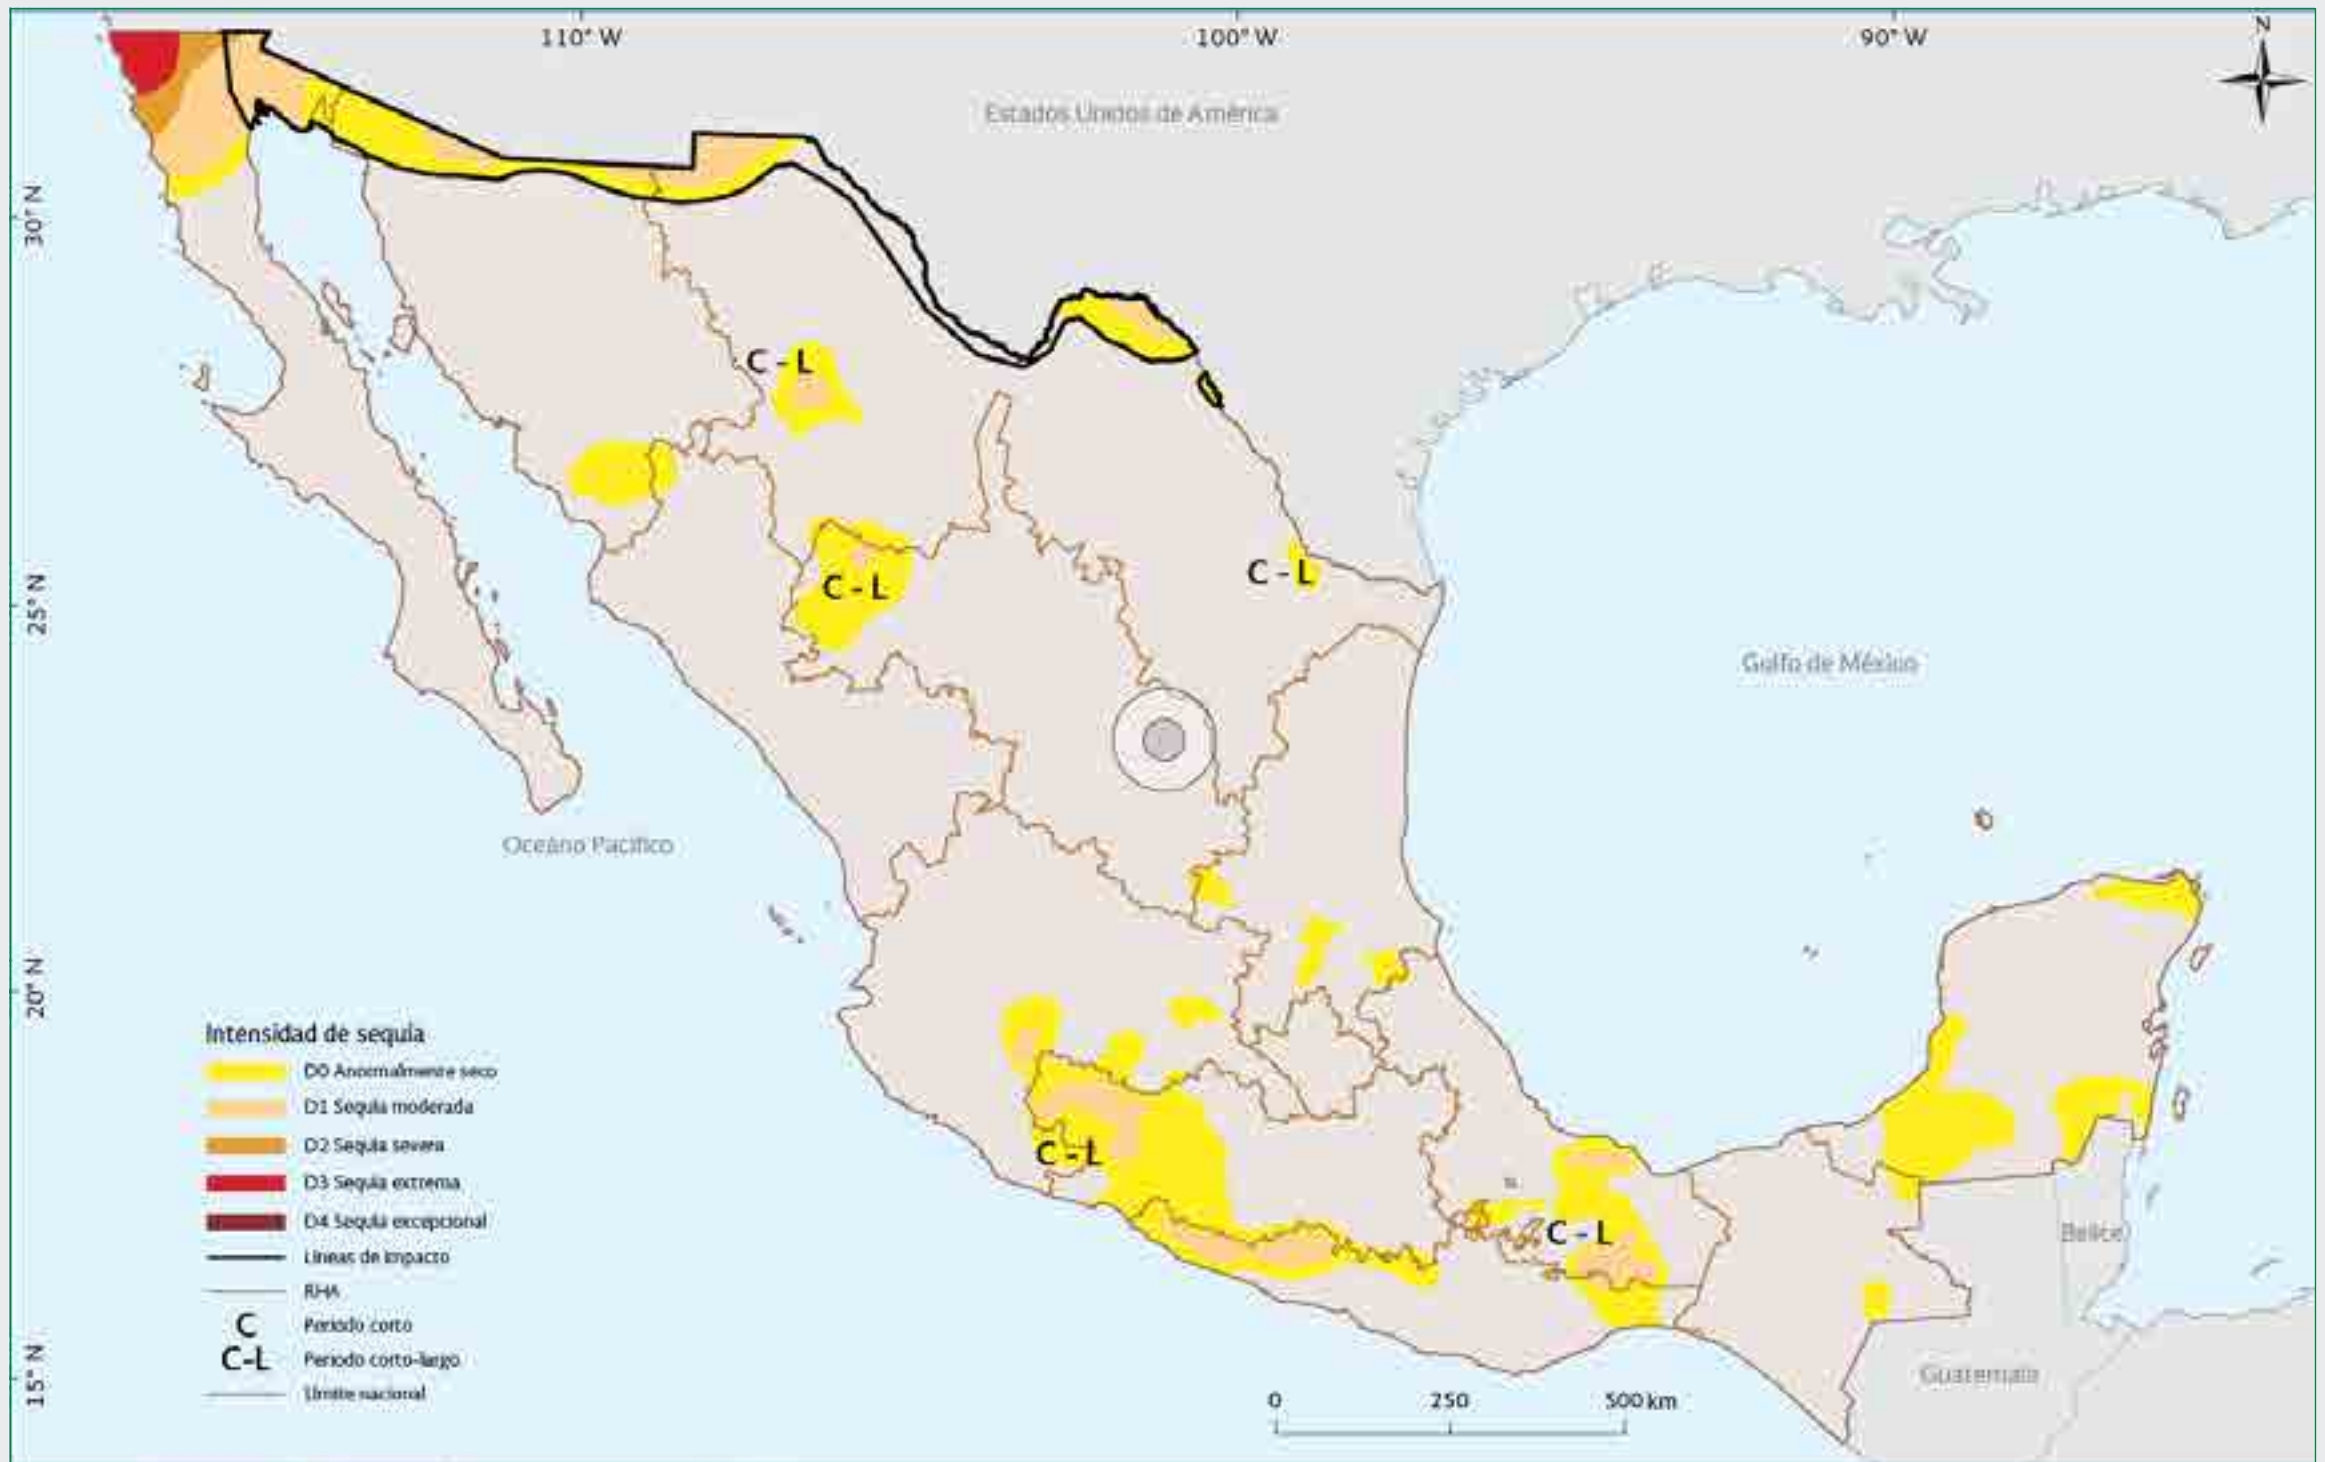 110° W
100° W
90° W
N
Estados Unidos de América
30° N
C - L
25° N
C - L
C - L
Golfo de México
Océano Pacífico
20° N
Intensidad de sequía
D0 Anormalmente seco
D1 Sequía moderada
D2 Sequía severa
D3 Sequía extrema
D4 Sequía excepcional
Líneas de impacto
RHA
C Periodo corto
C-L Periodo corto-largo
Límite nacional
C - L
C - L
Belice
Guatemala
15° N
0 250 500 km